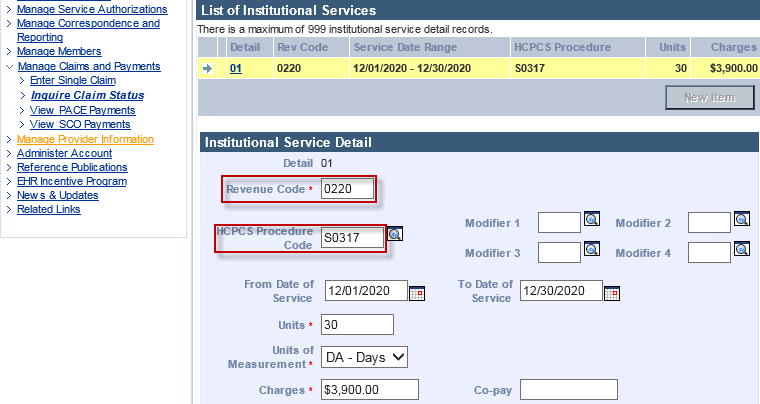 Manage Service Authorizations
Manage Correspondence and
Reporting
Manage Members
Manage Claims and Payments
Enter Single Claim
Inquire Claim Status
View PACE Payments
View SCO Payments
Manage Provider Information
Administer Account
Reference Publications
EHR Incentive Program
News & Updates
Related Links
List of Institutional Services
There is a maximum of 999 institutional service detail records.
Detail Rev Code Service Date Range HCPCS Procedure Units Charges
01 0220 12/01/2020 - 12/30/2020 S0317 30 $3,900.00
New Item
Institutional Service Detail
Detail 01
Revenue Code * 0220
HCPCS Procedure
Code S0317
Modifier 1 Modifier 2
Modifier 3 Modifier 4
From Date of
Service 12/01/2020
To Date of
Service 12/30/2020
Units * 30
Units of
Measurement * DA - Days
Charges * $3,900.00 Co-pay